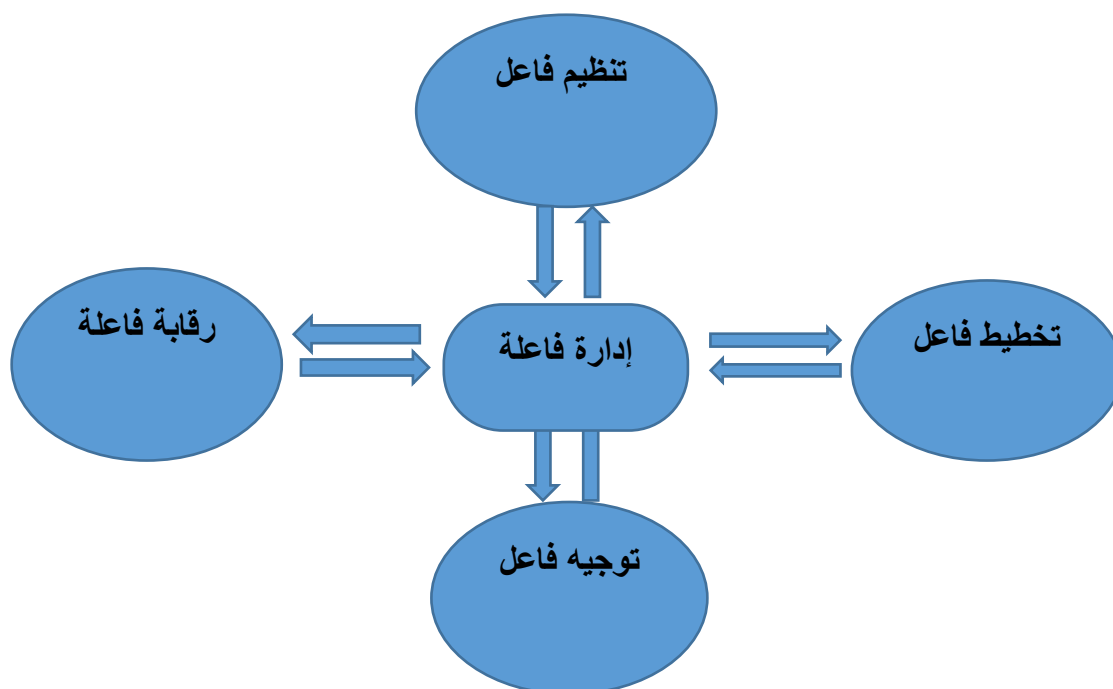 تنظيم فاعل
تخطيط فاعل
إدارة فاعلة
رقابة فاعلة
توجيه فاعل